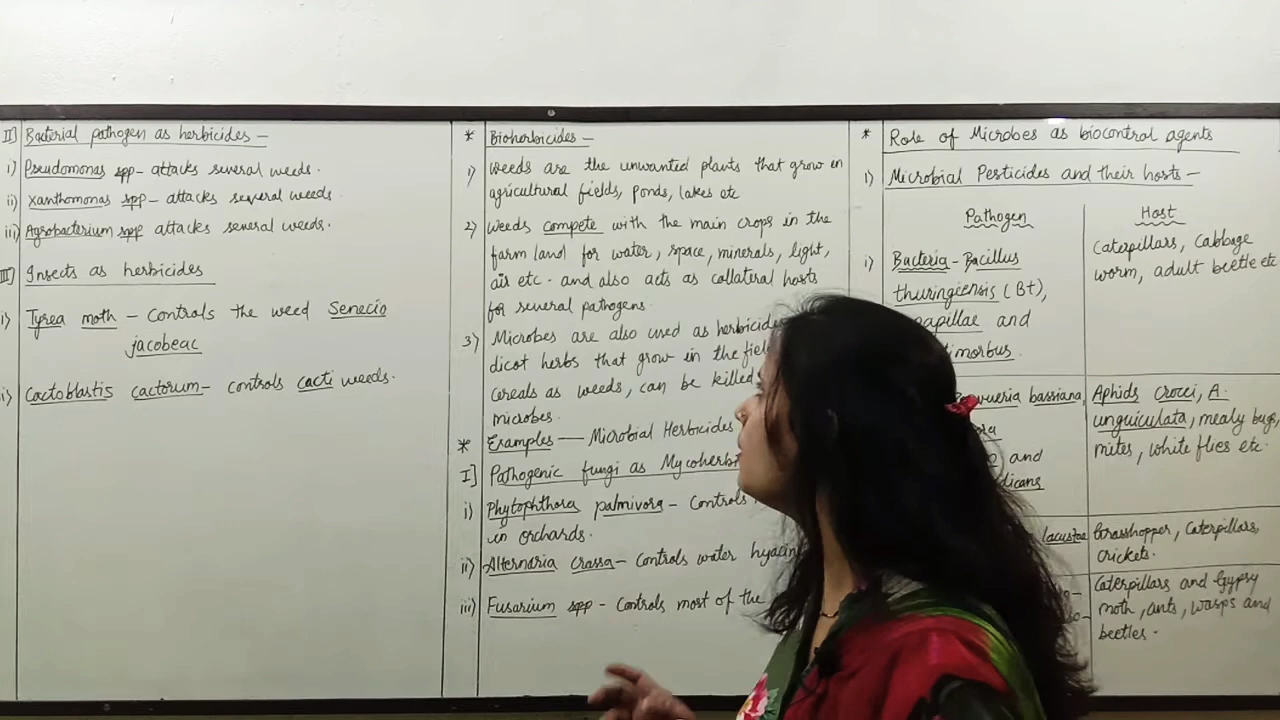 II] Bacterial pathogen as herbicides -
i) Pseudomonas spp - attacks several weeds.
ii) Xanthomonas spp - attacks several weeds.
iii) Agrobacterium spp attacks several weeds.
III] Insects as herbicides
i) Tyrea moth - Controls the weed Senecio
jacobeac
i) Cactoblastis cactorum - controls cacti weeds.
* Bioherbicides -
1) Weeds are the unwanted plants that grow in
agricultural fields, ponds, lakes etc
2) Weeds compete with the main crops in the
farm land for water, space, minerals, light,
air etc. and also acts as collateral hosts
for several pathogens.
3) Microbes are also used as
dicot herbs that grow in the
cereals as weeds, can be killed
microbes.
* Examples — Microbial Herbicides
I] Pathogenic fungi as
i) Phytophthora palmivora - Controls
in orchards.
ii) Alternaria crassa - Controls water
iii) Fusarium spp - Controls most of the
* Role of Microbes as biocontrol agents
1) Microbial Pesticides and their hosts -
Pathogen Host
i) Bacteria - Bacillus
thuringiensis (Bt),
papillae and
Caterpillars, Cabbage
worm, adult beetle etc
bassiana,
and
Aphids crocci, A.
unguiculata, mealy bugs,
mites, white flies etc.
locustae
Grasshopper, Caterpillars,
crickets.
Caterpillars and Gypsy
moth, ants, wasps and
beetles.